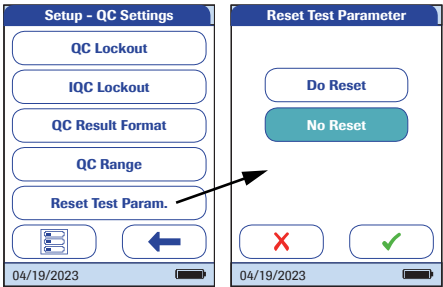 Setup - QC Settings
QC Lockout
IQC Lockout
QC Result Format
QC Range
Reset Test Param.
04/19/2023
Reset Test Parameter
Do Reset
No Reset
04/19/2023